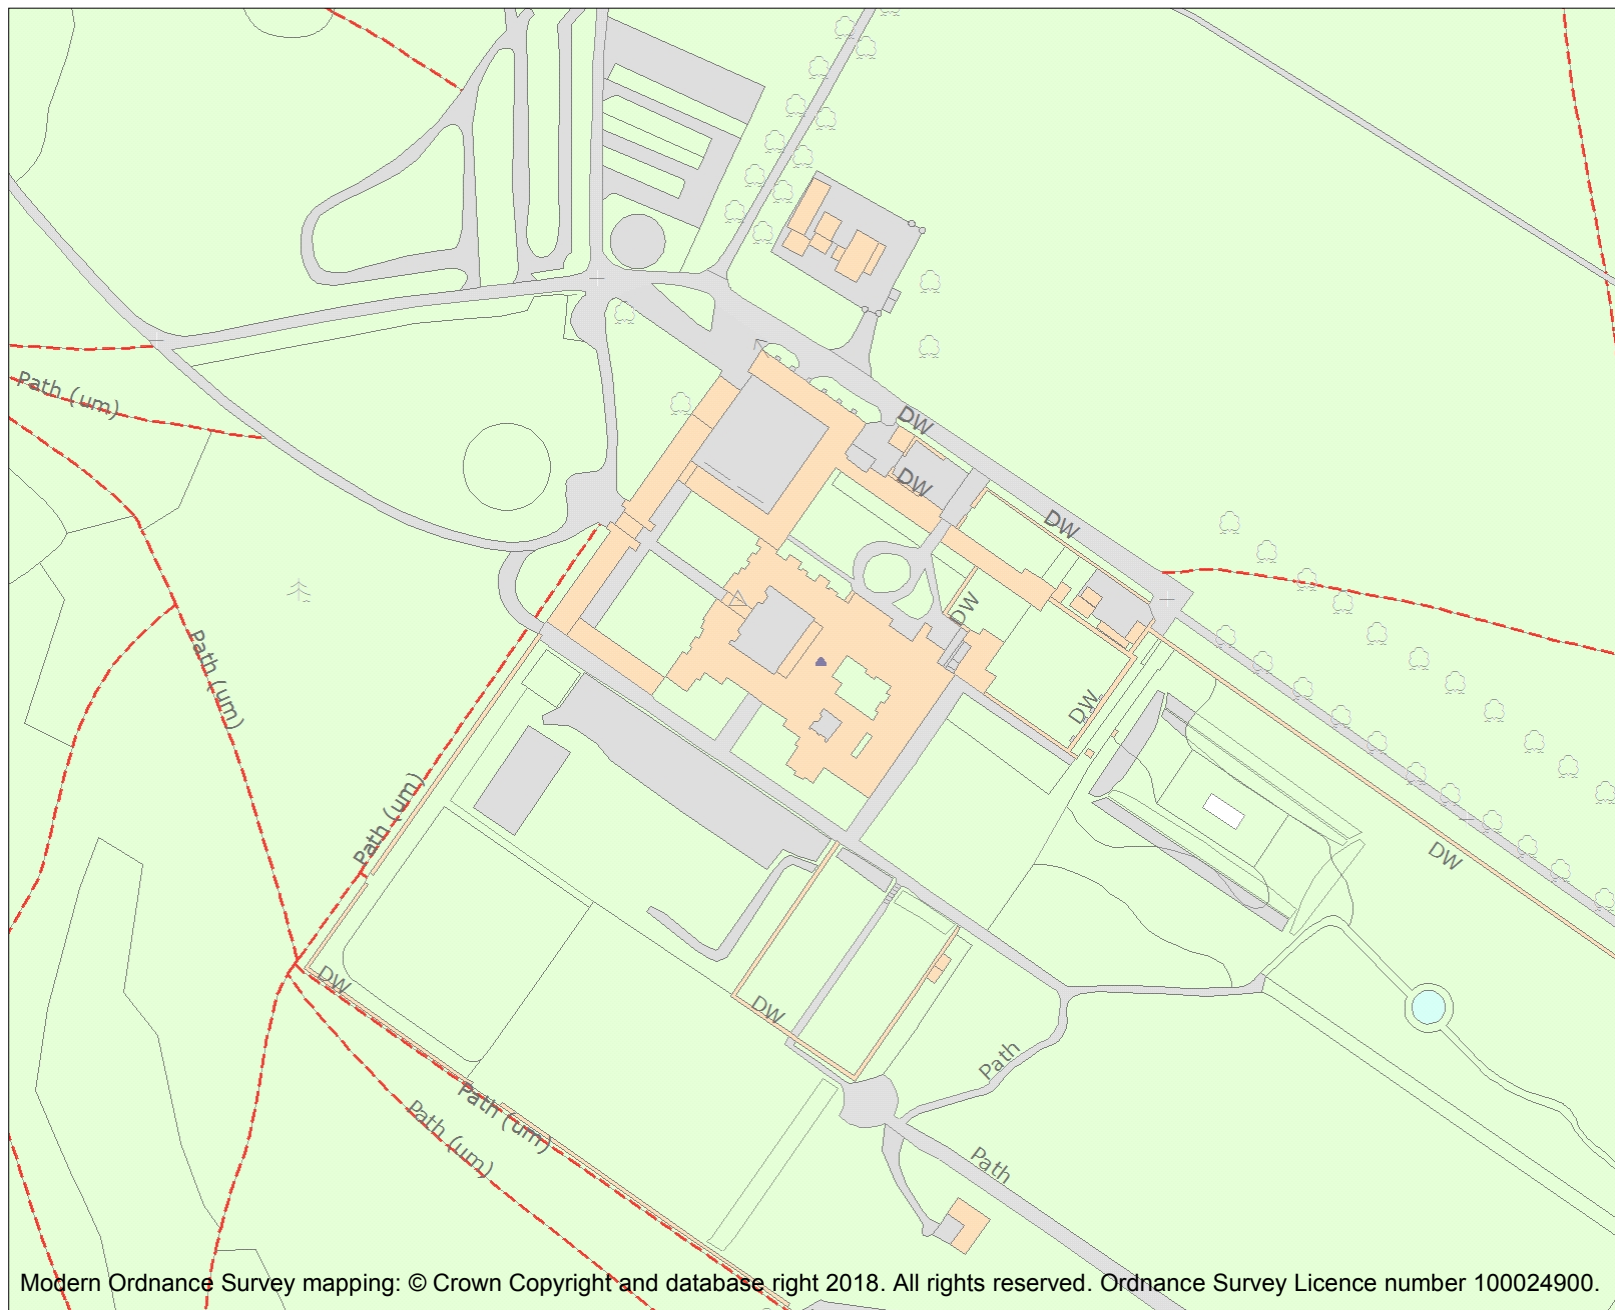 Path (um)
DW
DW
DW
DW
Path (um)
DW
Path (um)
DW
DW
DW
Path
Path (um)
Path (um)
Path
Modern Ordnance Survey mapping: © Crown Copyright and database right 2018. All rights reserved. Ordnance Survey Licence number 100024900.